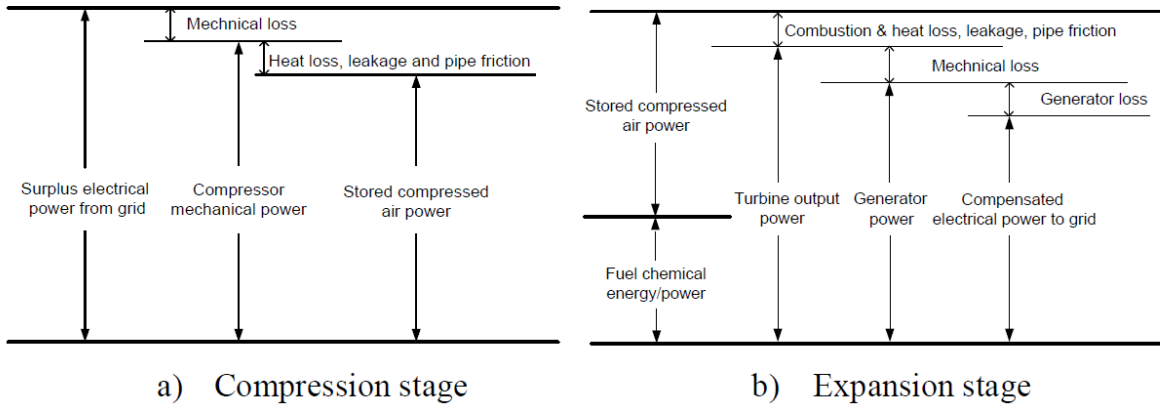 Mechnical loss
Heat loss, leakage and pipe friction
Surplus electrical
power from grid
Compressor
mechanical power
Stored compressed
air power
a) Compression stage
Combustion & heat loss, leakage, pipe friction
Mechnical loss
Generator loss
Stored compressed
air power
Turbine output
power
Generator
power
Compensated
electrical power to grid
Fuel chemical
energy/power
b) Expansion stage